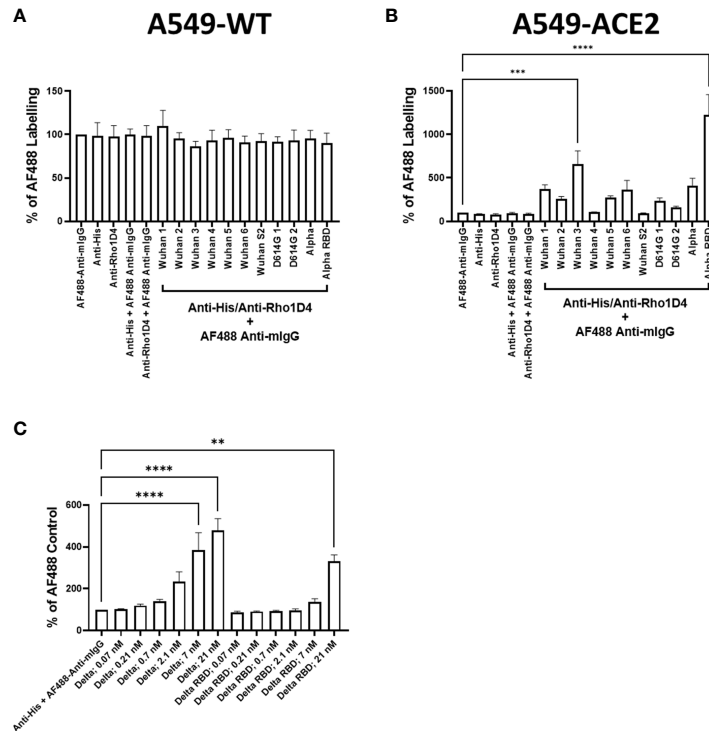 A
A549-WT
% of AF488 Labelling
150
100
50
0
AF488-Anti-mIgG
Anti-His
Anti-Rho1D4
Anti-His + AF488 Anti-mIgG
Anti-Rho1D4 + AF488 Anti-mIgG
Wuhan 1
Wuhan 2
Wuhan 3
Wuhan 4
Wuhan 5
Wuhan 6
Wuhan S2
D614G 1
D614G 2
Alpha
Alpha RBD
Anti-His/Anti-Rho1D4
+
AF488 Anti-mIgG
B
A549-ACE2
****
***
% of AF488 Labelling
1500
1000
500
0
AF488-Anti-mIgG
Anti-His
Anti-Rho1D4
Anti-His + AF488 Anti-mIgG
Anti-Rho1D4 + AF488 Anti-mIgG
Wuhan 1
Wuhan 2
Wuhan 3
Wuhan 4
Wuhan 5
Wuhan 6
Wuhan S2
D614G 1
D614G 2
Alpha
Alpha RBD
Anti-His/Anti-Rho1D4
+
AF488 Anti-mIgG
C
**
****
****
% of AF488 Control
600
400
200
0
Anti-His + AF488-Anti-mIgG
Delta; 0.07 nM
Delta; 0.21 nM
Delta; 0.7 nM
Delta; 2.1 nM
Delta; 7 nM
Delta; 21 nM
Delta RBD; 0.07 nM
Delta RBD; 0.21 nM
Delta RBD; 0.7 nM
Delta RBD; 2.1 nM
Delta RBD; 7 nM
Delta RBD; 21 nM